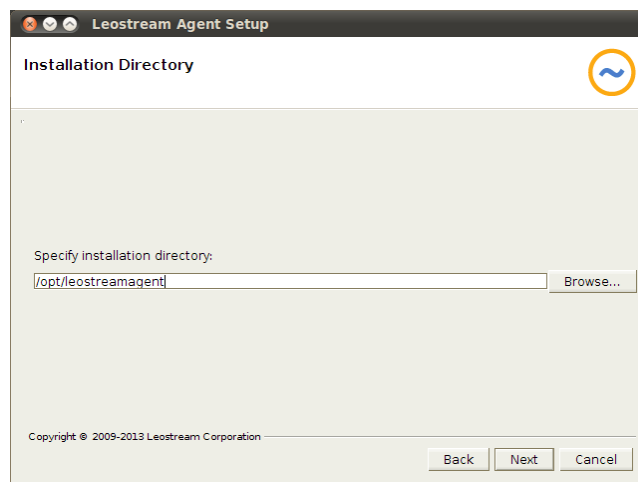 Leostream Agent Setup
Installation Directory
Specify installation directory:
/opt/leostreamagent
Browse...
Copyright © 2009-2013 Leostream Corporation
Back Next Cancel